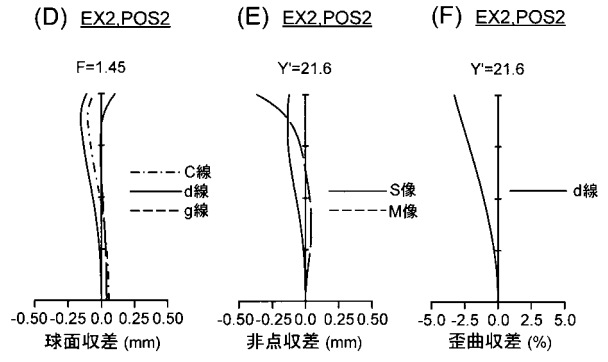 (D) EX2,POS2
F=1.45
C線
d線
g線
-0.50 -0.25 0.0 0.25 0.50
球面収差 (mm)
(E) EX2,POS2
Y'=21.6
S像
M像
-0.50 -0.25 0.0 0.25 0.50
非点収差 (mm)
(F) EX2,POS2
Y'=21.6
d線
-5.0 -2.5 0.0 2.5 5.0
歪曲収差 (%)